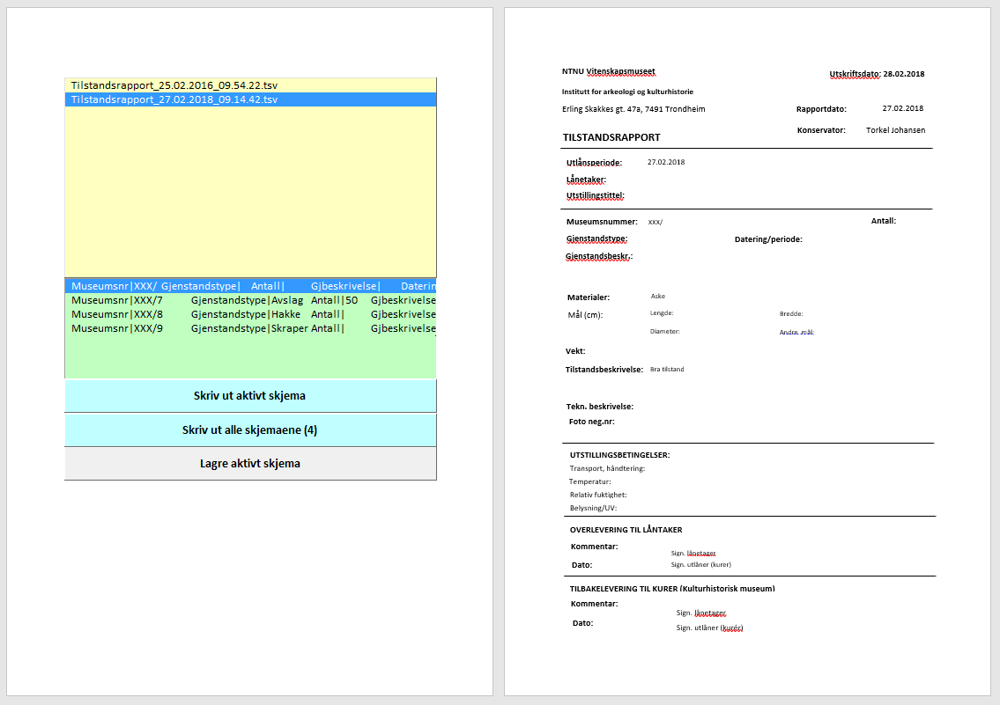 Tilstandsrapport_25.02.2016_09.54.22.tsv
Tilstandsrapport_27.02.2018_09.14.42.tsv
Museumsnr|XXX/ Gjenstandstype| Antall| Gjbeskrivelse| Daterin
Museumsnr|XXX/7 Gjenstandstype|Avslag Antall|50 Gjbeskrivelse
Museumsnr|XXX/8 Gjenstandstype|Hakke Antall| Gjbeskrivelse
Museumsnr|XXX/9 Gjenstandstype|Skraper Antall| Gjbeskrivelse
Skriv ut aktivt skjema
Skriv ut alle skjemaene (4)
Lagre aktivt skjema
NTNU Vitenskapsmuseet Utskriftsdato: 28.02.2018
Institutt for arkeologi og kulturhistorie
Erling Skakkes gt. 47a, 7491 Trondheim Rapportdato: 27.02.2018
Konservator: Torkel Johansen
TILSTANDSRAPPORT
Utlånsperiode: 27.02.2018
Lånetaker:
Utstillingstittel:
Museumsnummer: XXX/ Antall:
Gjenstandstype: Datering/periode:
Gjenstandsbeskr.:
Materialer: Aske
Mål (cm): Lengde: Bredde:
Diameter: Andre mål:
Vekt:
Tilstandsbeskrivelse: Bra tilstand
Tekn. beskrivelse:
Foto neg.nr:
UTSTILLINGSBETINGELSER:
Transport, håndtering:
Temperatur:
Relativ fuktighet:
Belysning/UV:
OVERLEVERING TIL LÅNTAKER
Kommentar:
Sign. lånetager
Dato: Sign. utlåner (kurer)
TILBAKELEVERING TIL KURER (Kulturhistorisk museum)
Kommentar:
Sign. lånetager
Dato:
Sign. utlåner (kurér)